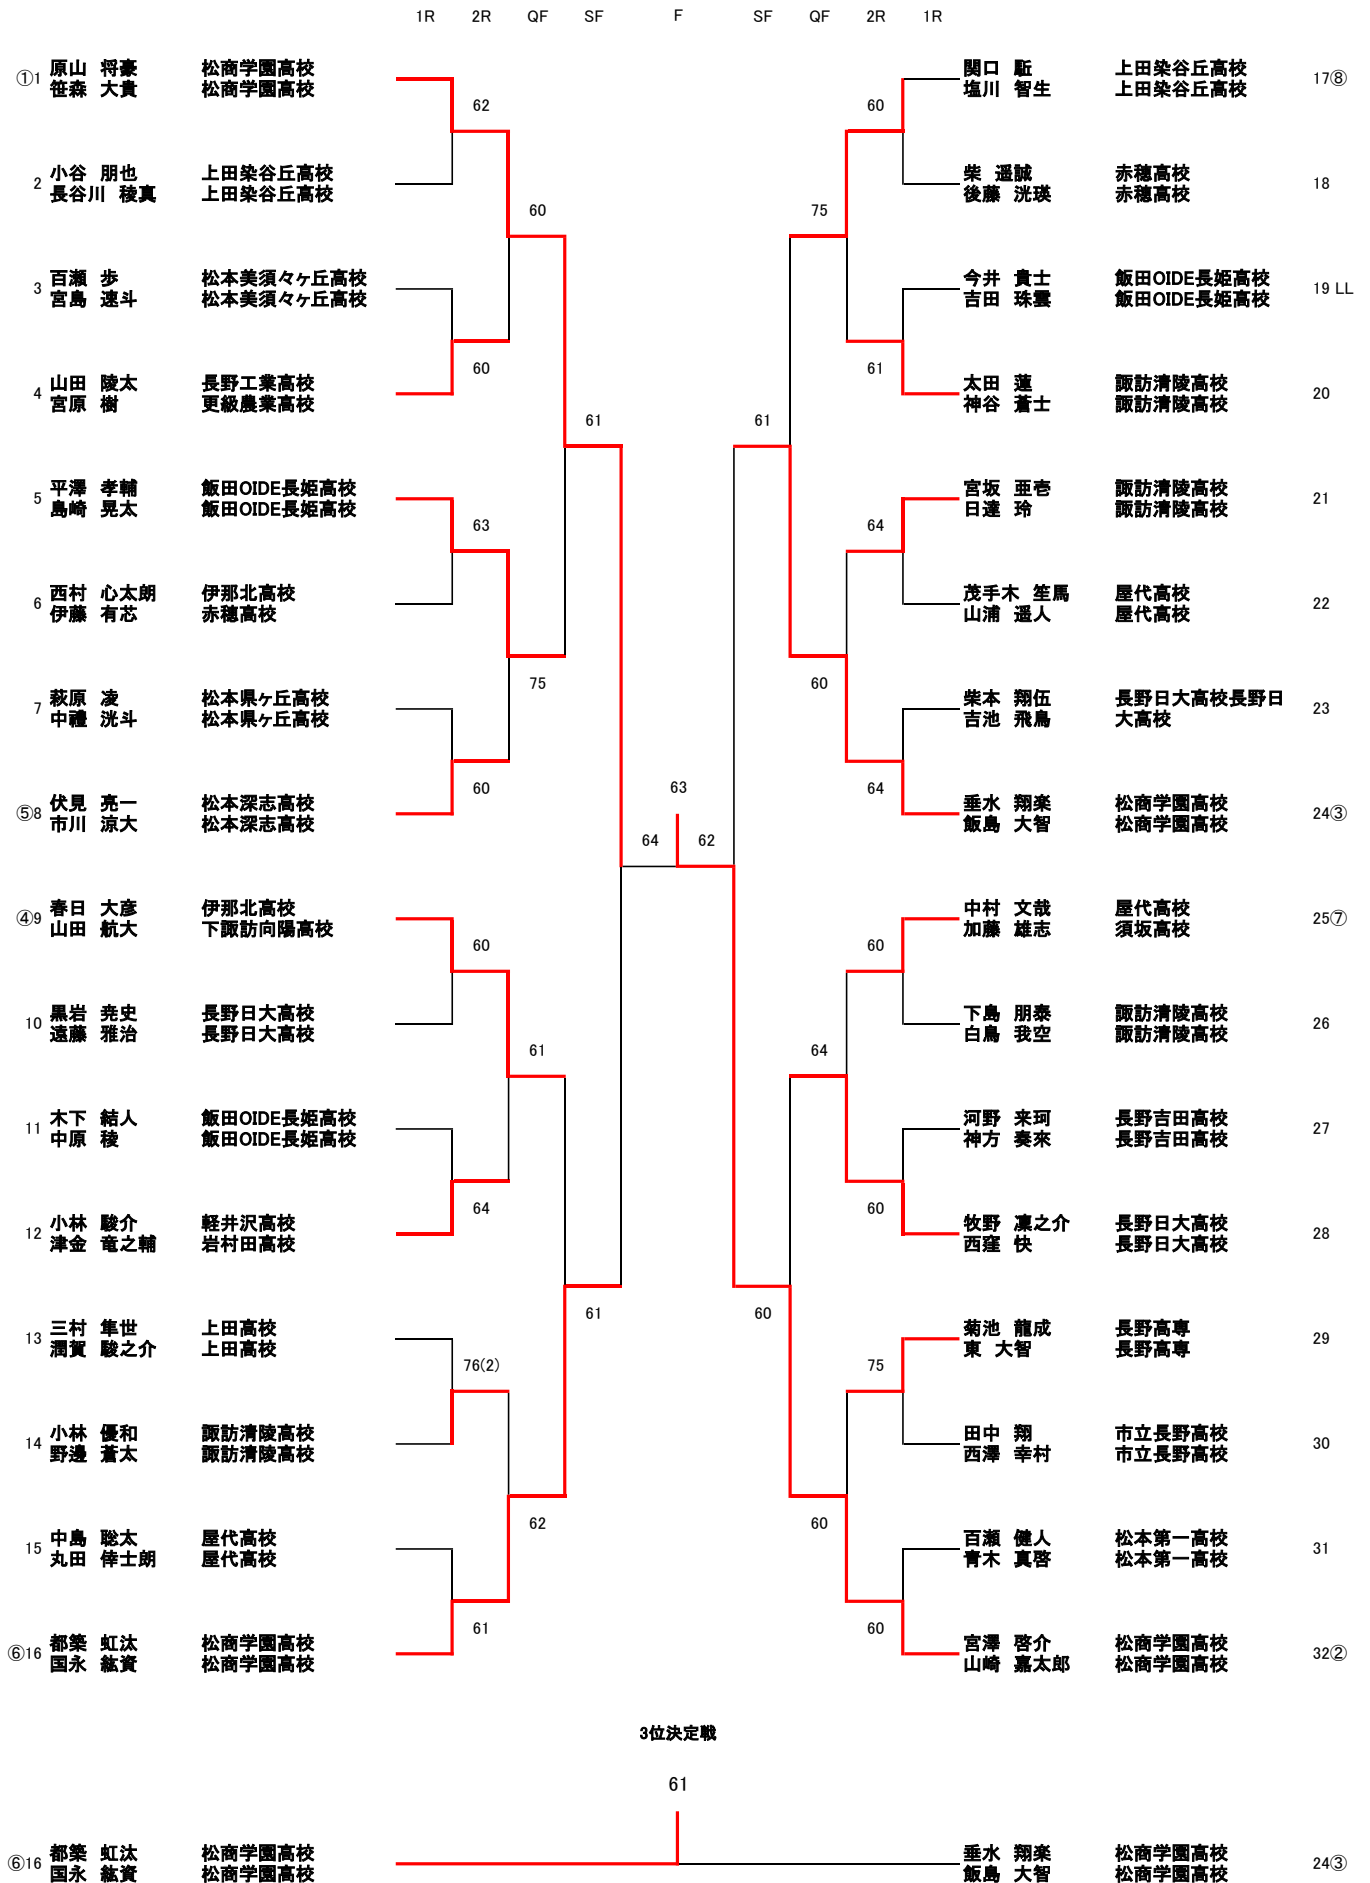 1R 2R QF SF F SF QF 2R 1R
①1 原山 将豪 松商学園高校
笹森 大貴 松商学園高校
62
2 小谷 朋也 上田染谷丘高校
長谷川 稜真 上田染谷丘高校
60
3 百瀬 歩 松本美須々ヶ丘高校
宮島 速斗 松本美須々ヶ丘高校
60
4 山田 陵太 長野工業高校
宮原 樹 更級農業高校
61
5 平澤 孝輔 飯田OIDE長姫高校
島崎 晃太 飯田OIDE長姫高校
63
6 西村 心太朗 伊那北高校
伊藤 有芯 赤穂高校
75
7 萩原 凌 松本県ヶ丘高校
中禮 洸斗 松本県ヶ丘高校
60
⑤8 伏見 亮一 松本深志高校
市川 涼大 松本深志高校
64
④9 春日 大彦 伊那北高校
山田 航大 下諏訪向陽高校
60
10 黒岩 尭史 長野日大高校
遠藤 雅治 長野日大高校
61
11 木下 結人 飯田OIDE長姫高校
中原 稜 飯田OIDE長姫高校
64
12 小林 駿介 軽井沢高校
津金 竜之輔 岩村田高校
61
13 三村 隼世 上田高校
潤賀 駿之介 上田高校
76(2)
14 小林 優和 諏訪清陵高校
野邊 蒼太 諏訪清陵高校
62
15 中島 聡太 屋代高校
丸田 倖士朗 屋代高校
61
⑥16 都築 虹汰 松商学園高校
国永 紘資 松商学園高校
63
62
関口 駈 上田染谷丘高校 17⑧
塩川 智生 上田染谷丘高校
60
柴 遥誠 赤穂高校 18
後藤 洸瑛 赤穂高校
75
今井 貴士 飯田OIDE長姫高校 19 LL
吉田 珠雲 飯田OIDE長姫高校
61
太田 蓮 諏訪清陵高校 20
神谷 蒼士 諏訪清陵高校
61
宮坂 亜壱 諏訪清陵高校 21
日達 玲 諏訪清陵高校
64
茂手木 笙馬 屋代高校 22
山浦 遥人 屋代高校
60
柴本 翔伍 長野日大高校長野日 23
吉池 飛鳥 大高校
64
垂水 翔楽 松商学園高校 24③
飯島 大智 松商学園高校
中村 文哉 屋代高校 25⑦
加藤 雄志 須坂高校
60
下島 朋泰 諏訪清陵高校 26
白鳥 我空 諏訪清陵高校
64
河野 来珂 長野吉田高校 27
神方 奏來 長野吉田高校
60
牧野 凜之介 長野日大高校 28
西窪 快 長野日大高校
60
菊池 龍成 長野高専 29
東 大智 長野高専
75
田中 翔 市立長野高校 30
西澤 幸村 市立長野高校
60
百瀬 健人 松本第一高校 31
青木 真啓 松本第一高校
60
宮澤 啓介 松商学園高校 32②
山崎 嘉太郎 松商学園高校
3位決定戦
61
⑥16 都築 虹汰 松商学園高校
国永 紘資 松商学園高校
垂水 翔楽 松商学園高校 24③
飯島 大智 松商学園高校